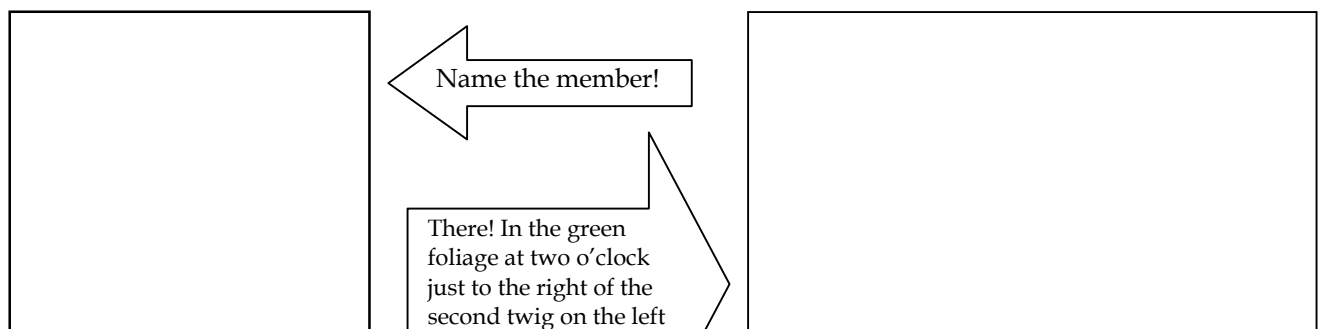 Name the member!
There! In the green
foliage at two o’clock
just to the right of the
second twig on the left